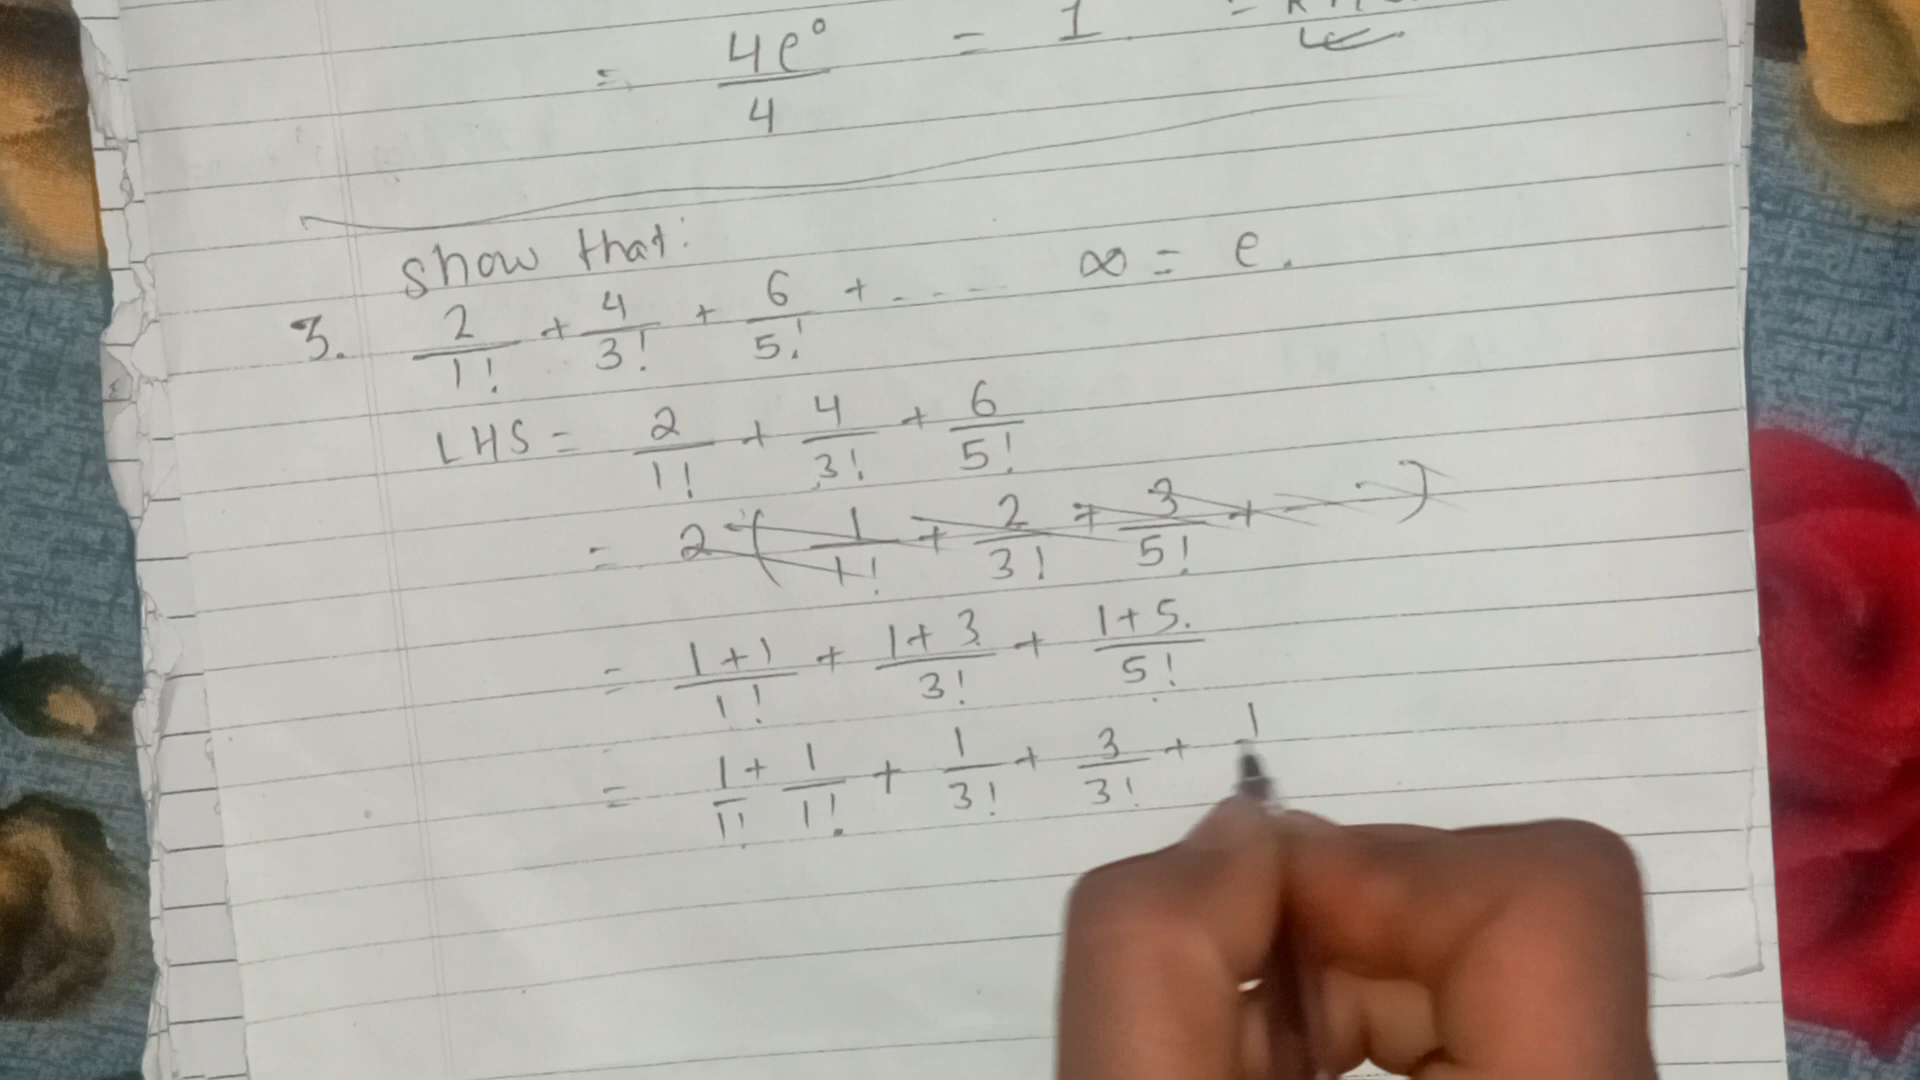 = 4e⁰/4 = 1
show that:
3. 2/1! + 4/3! + 6/5! + .... ∞ = e.
LHS = 2/1! + 4/3! + 6/5!
= 2 ( 1/1! + 2/3! + 3/5! + ---- )
= 1+1/1! + 1+3/3! + 1+5./5!
= 1/1! + 1/1! + 1/3! + 3/3! + 1